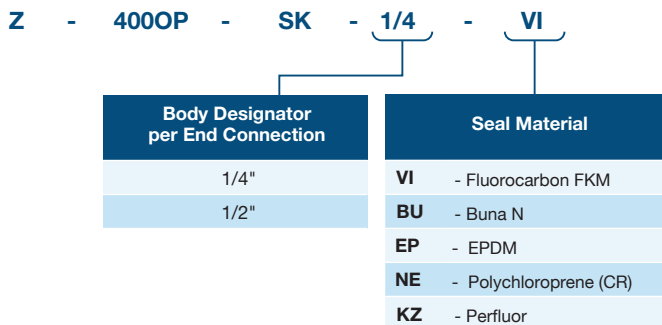 Z - 400OP - SK - 1/4 - VI
Body Designator
per End Connection
1/4"
1/2"
Seal Material
VI - Fluorocarbon FKM
BU - Buna N
EP - EPDM
NE - Polychloroprene (CR)
KZ - Perfluor